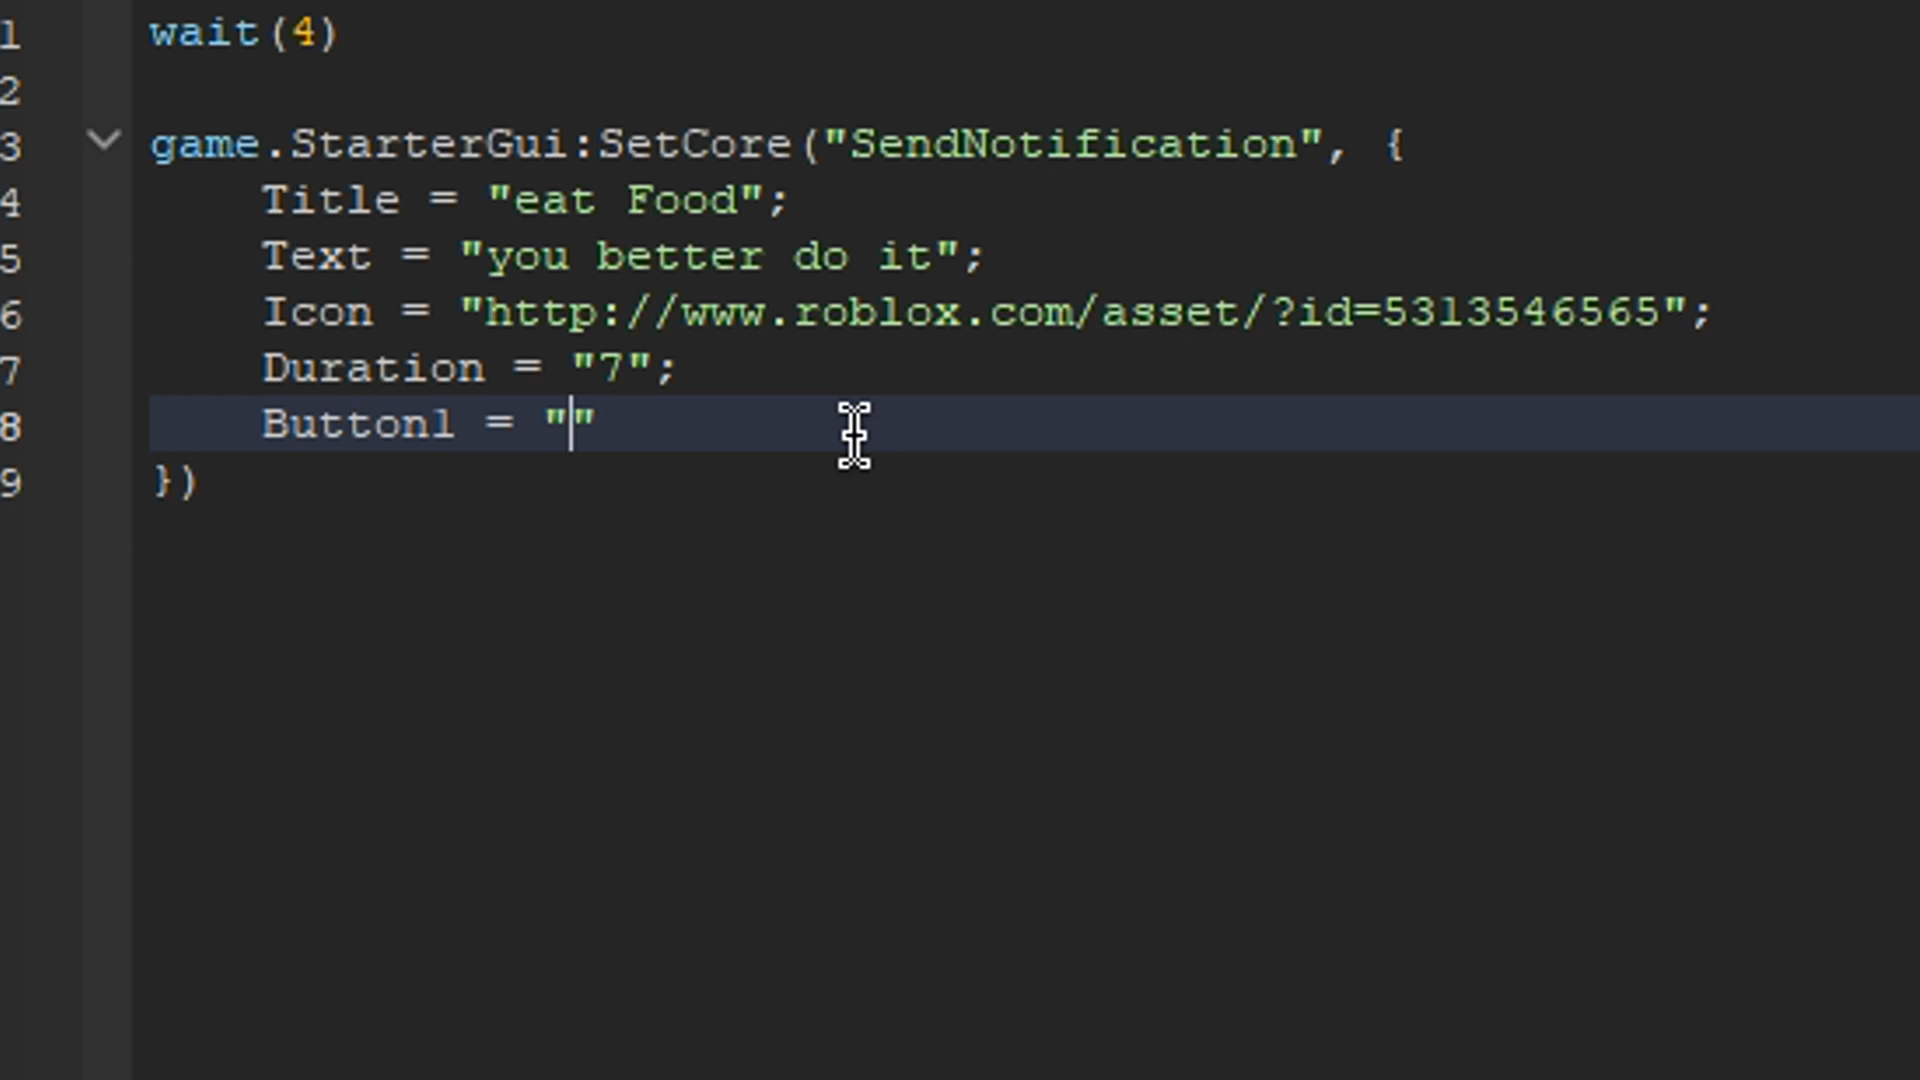 1 wait(4)
2
3 game.StarterGui:SetCore("SendNotification", {
4 Title = "eat Food";
5 Text = "you better do it";
6 Icon = "http://www.roblox.com/asset/?id=5313546565";
7 Duration = "7";
8 Button1 = ""
9 })